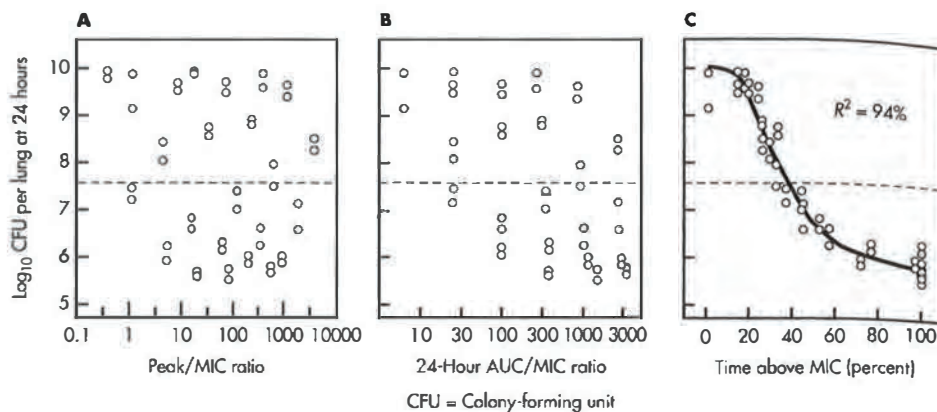 A
B
C
Log10 CFU per lung at 24 hours
10
9
8
7
6
5
0.1 1 10 100 1000 10000
Peak/MIC ratio
10 30 100 300 1000 3000
24-Hour AUC/MIC ratio
R² = 94%
0 20 40 60 80 100
Time above MIC (percent)
CFU = Colony-forming unit